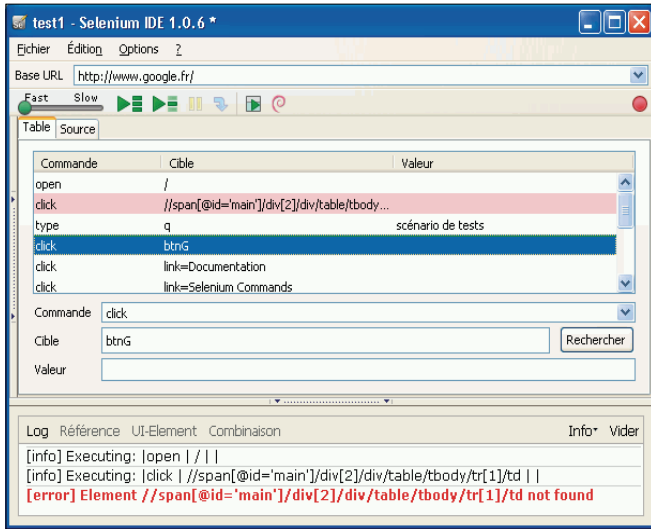 test1 - Selenium IDE 1.0.6 *
Fichier Édition Options ?
Base URL http://www.google.fr/
Fast Slow
Table Source
Commande Cible Valeur
open /
click //span[@id='main']/div[2]/div/table/tbody...
type q scénario de tests
click btnG
click link=Documentation
click link=Selenium Commands
Commande click
Cible btnG Rechercher
Valeur
Log Référence UI-Element Combinaison Info Vider
[info] Executing: |open | / | |
[info] Executing: |click | //span[@id='main']/div[2]/div/table/tbody/tr[1]/td | |
[error] Element //span[@id='main']/div[2]/div/table/tbody/tr[1]/td not found